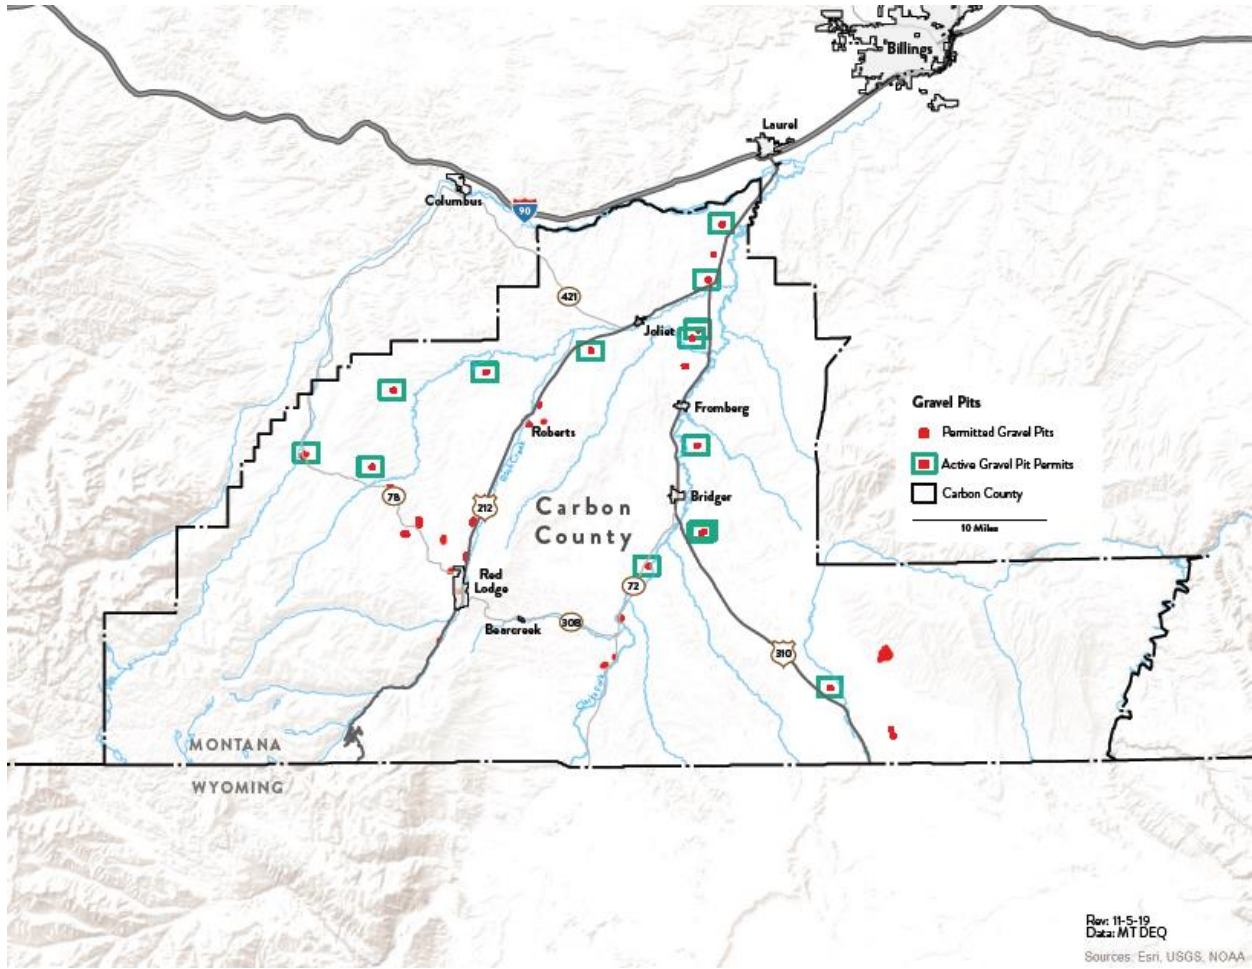 Billings
Laurel
Columbus
90
421
Joliet
Fromberg
Roberts
Rock Creek
78
212
Carbon
County
Bridger
Red
Lodge
72
Bearcreek
308
310
MONTANA
WYOMING
Gravel Pits
Permitted Gravel Pits
Active Gravel Pit Permits
Carbon County
10 Miles
Rev: 11-5-19
Data: MT DEQ
Sources: Esri, USGS, NOAA